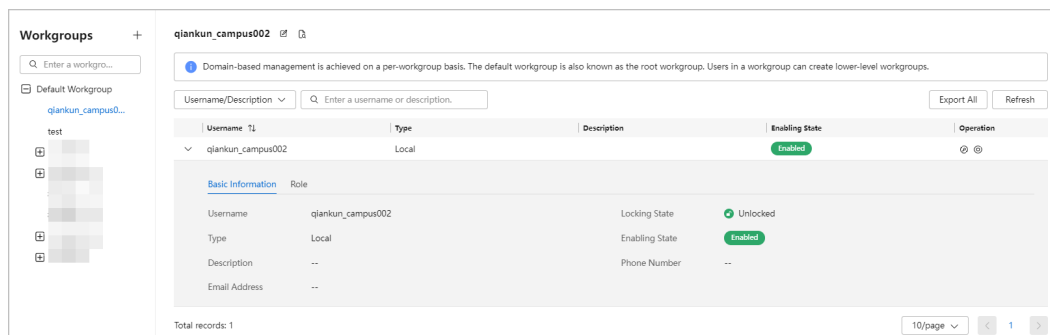 Workgroups +
Enter a workgro...
Default Workgroup
qiankun_campus0...
test
qiankun_campus002
Domain-based management is achieved on a per-workgroup basis. The default workgroup is also known as the root workgroup. Users in a workgroup can create lower-level workgroups.
Username/Description Enter a username or description. Export All Refresh
Username Type Description Enabling State Operation
qiankun_campus002 Local Enabled
Basic Information Role
Username qiankun_campus002 Locking State Unlocked
Type Local Enabling State Enabled
Description -- Phone Number --
Email Address --
Total records: 1 10/page < 1 >